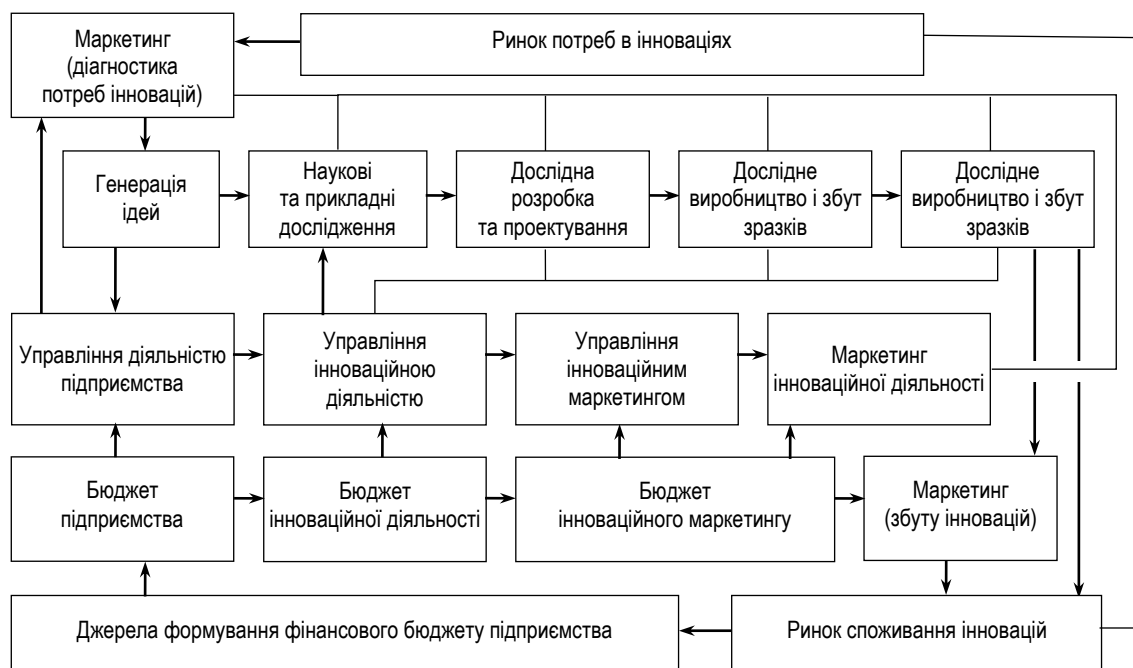 Маркетинг
(діагностика
потреб інновацій)
Ринок потреб в інноваціях
Генерація
ідей
Наукові
та прикладні
дослідження
Дослідна
розробка
та проектування
Дослідне
виробництво і збут
зразків
Дослідне
виробництво і збут
зразків
Управління діяльністю
підприємства
Управління
інноваційною
діяльністю
Управління
інноваційним
маркетингом
Маркетинг
інноваційної діяльності
Бюджет
підприємства
Бюджет
інноваційної діяльності
Бюджет
інноваційного маркетингу
Маркетинг
(збуту інновацій)
Джерела формування фінансового бюджету підприємства
Ринок споживання інновацій